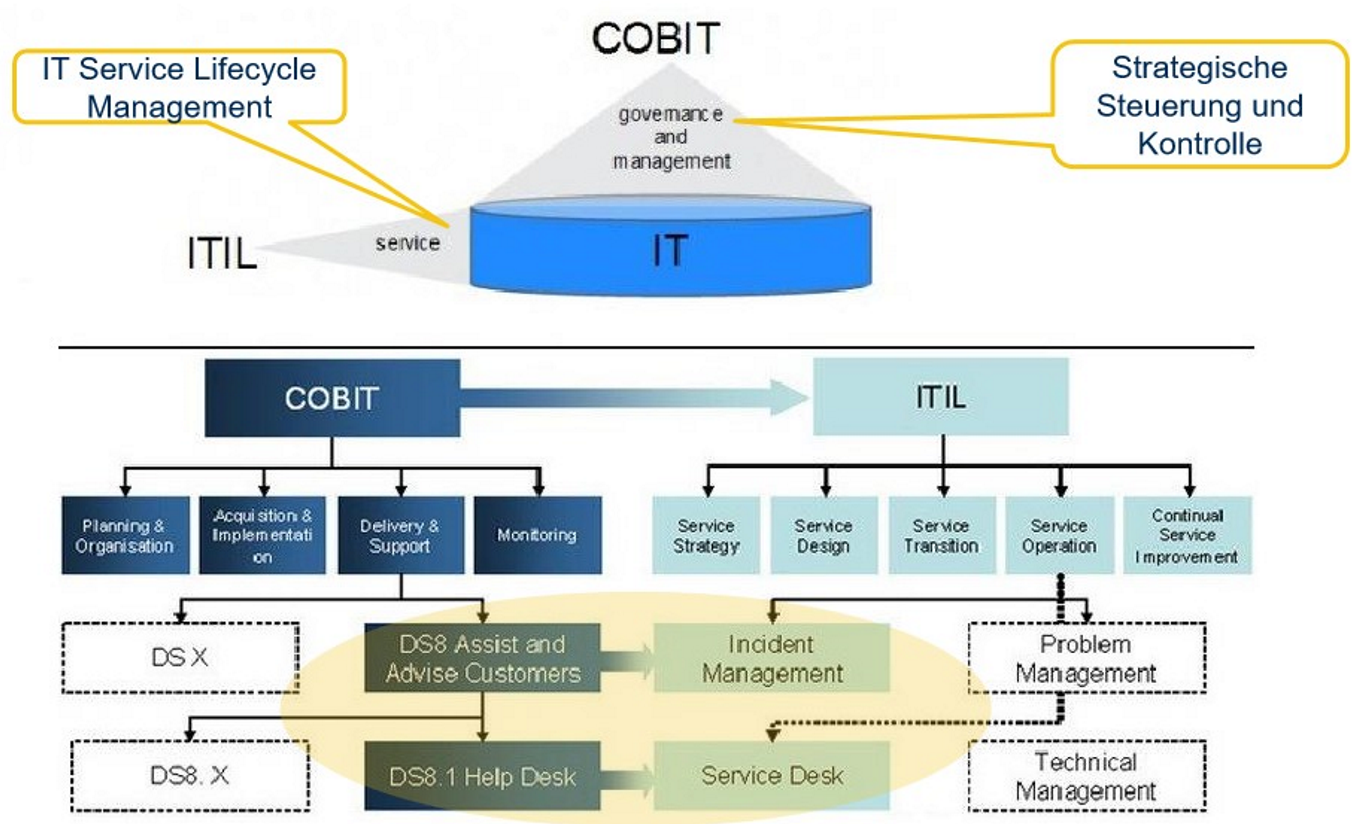 COBIT
IT Service Lifecycle
Management
Strategische
Steuerung und
Kontrolle
governance
and
management
ITIL
service
IT
COBIT
ITIL
Planning &
Organisation
Acquisition &
Implementati
on
Delivery &
Support
Monitoring
Service
Strategy
Service
Design
Service
Transition
Service
Operation
Continual
Service
Improvement
DS X
DS8 Assist and
Advise Customers
Incident
Management
Problem
Management
DS8. X
DS8.1 Help Desk
Service Desk
Technical
Management